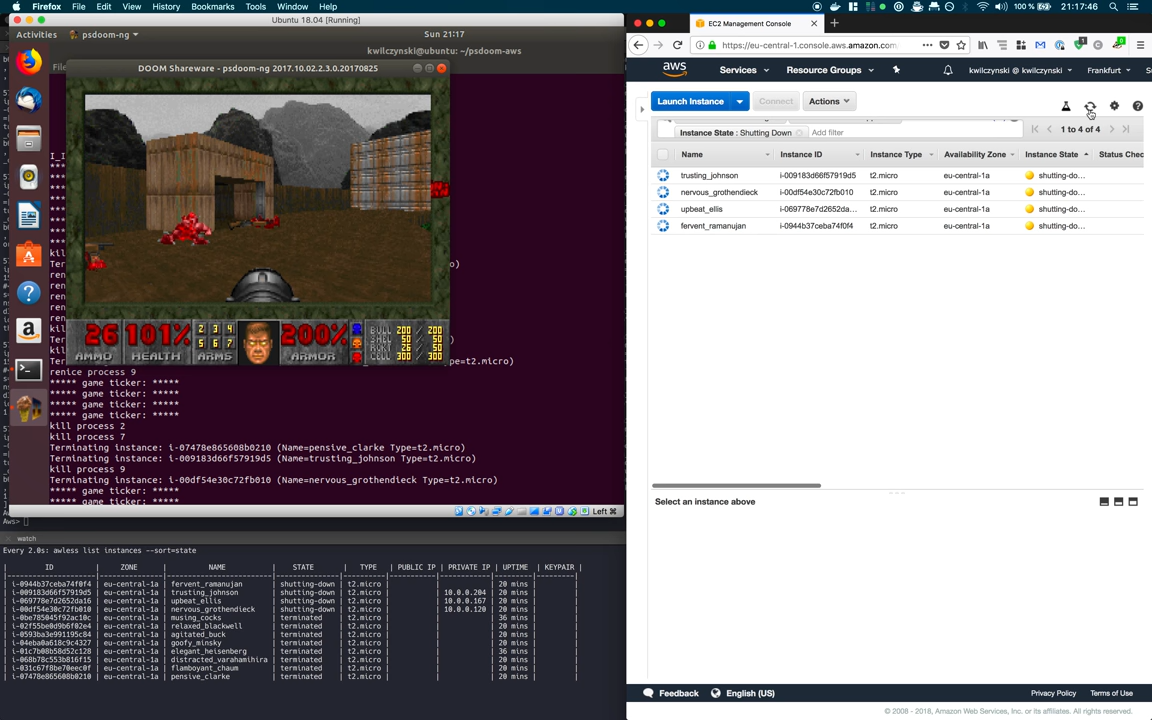 Firefox File Edit View History Bookmarks Tools Window Help
100 % Sun 21:17:46
Ubuntu 18.04 [Running]
Activities psdoom-ng Sun 21:17
kwilczynski@ubuntu: ~/psdoom-aws
File
DOOM Shareware - psdoom-ng 2017.10.02.2.3.0.20170825
26 101% 2 3 4 5 6 7 200%
AMMO HEALTH ARMS ARMOR
BULL 200 / 200
SHEL 50 / 50
RCKT 26 / 50
CELL 300 / 300
Type=t2.micro)
renice process 9
***** game ticker: *****
***** game ticker: *****
***** game ticker: *****
***** game ticker: *****
kill process 2
kill process 7
Terminating instance: i-07478e865608b0210 (Name=pensive_clarke Type=t2.micro)
Terminating instance: i-009183d66f57919d5 (Name=trusting_johnson Type=t2.micro)
kill process 9
Terminating instance: i-00df54e30c72fb010 (Name=nervous_grothendieck Type=t2.micro)
***** game ticker: *****
***** game ticker: *****
Left ⌘
Aws>
watch
Every 2.0s: awless list instances --sort=state
| ID | ZONE | NAME | STATE | TYPE | PUBLIC IP | PRIVATE IP | UPTIME | KEYPAIR |
| i-0944b37ceba74f0f4 | eu-central-1a | fervent_ramanujan | shutting-down | t2.micro | | | 20 mins | |
| i-009183d66f57919d5 | eu-central-1a | trusting_johnson | shutting-down | t2.micro | | 10.0.0.204 | 20 mins | |
| i-069778e7d2652da16 | eu-central-1a | upbeat_ellis | shutting-down | t2.micro | | 10.0.0.167 | 20 mins | |
| i-00df54e30c72fb010 | eu-central-1a | nervous_grothendieck | shutting-down | t2.micro | | 10.0.0.120 | 20 mins | |
| i-0be785045f92ac10c | eu-central-1a | musing_cocks | terminated | t2.micro | | | 36 mins | |
| i-02f55be0d9b6f02e4 | eu-central-1a | relaxed_blackwell | terminated | t2.micro | | | 20 mins | |
| i-0593ba3e991195c84 | eu-central-1a | agitated_buck | terminated | t2.micro | | | 20 mins | |
| i-04eba0a618c9c4327 | eu-central-1a | goofy_minsky | terminated | t2.micro | | | 20 mins | |
| i-01c7b08b58d52c128 | eu-central-1a | elegant_heisenberg | terminated | t2.micro | | | 36 mins | |
| i-068b78c553b816f15 | eu-central-1a | distracted_varahamihira | terminated | t2.micro | | | 20 mins | |
| i-031c67f8be70eec0f | eu-central-1a | flamboyant_chaum | terminated | t2.micro | | | 20 mins | |
| i-07478e865608b0210 | eu-central-1a | pensive_clarke | terminated | t2.micro | | | 20 mins | |
EC2 Management Console
https://eu-central-1.console.aws.amazon.com/
aws Services Resource Groups kwilczynski @ kwilczynski Frankfurt
Launch Instance Connect Actions
Instance State : Shutting Down Add filter 1 to 4 of 4
Name Instance ID Instance Type Availability Zone Instance State Status Chec
trusting_johnson i-009183d66f57919d5 t2.micro eu-central-1a shutting-do...
nervous_grothendieck i-00df54e30c72fb010 t2.micro eu-central-1a shutting-do...
upbeat_ellis i-069778e7d2652da... t2.micro eu-central-1a shutting-do...
fervent_ramanujan i-0944b37ceba74f0f4 t2.micro eu-central-1a shutting-do...
Select an instance above
Feedback English (US) Privacy Policy Terms of Use
© 2008 - 2018, Amazon Web Services, Inc. or its affiliates. All rights reserved.